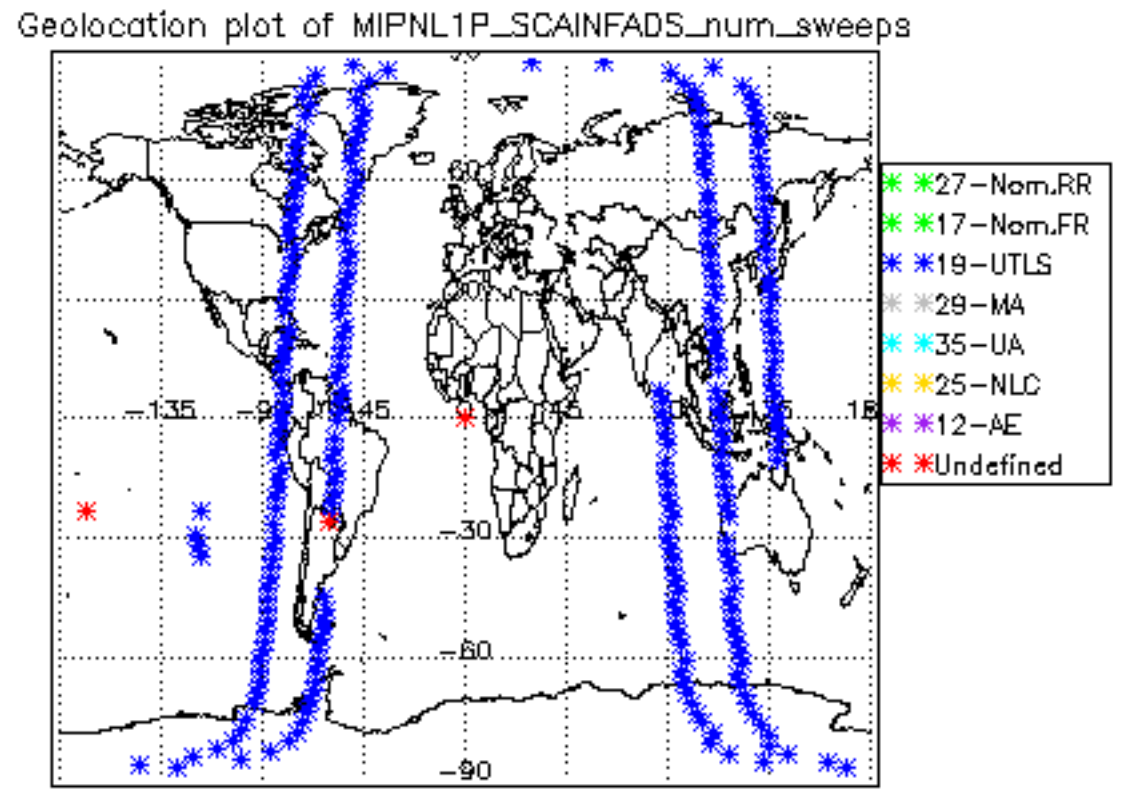 Geolocation plot of MIPNL1P_SCAINFADS_num_sweeps
60
-135
-30
-60
-90
27-Nom.RR
17-Nom.FR
19-UTLS
29-MA
35-UA
25-NLC
12-AE
Undefined